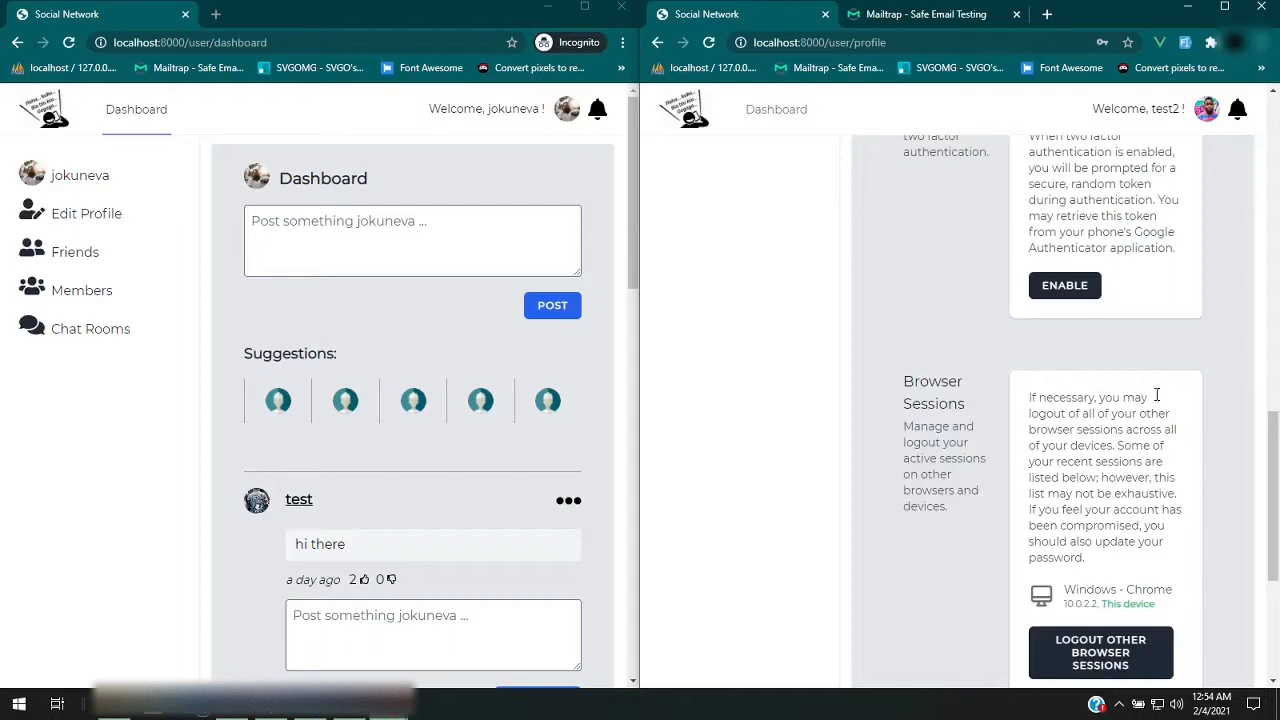 Social Network
localhost:8000/user/dashboard
Incognito
localhost / 127.0.0....
Mailtrap - Safe Ema...
SVGOMG - SVGO's...
Font Awesome
Convert pixels to re...
»
Dashboard
Welcome, jokuneva !
jokuneva
Edit Profile
Friends
Members
Chat Rooms
Dashboard
Post something jokuneva ...
POST
Suggestions:
test
hi there
a day ago 2 0
Post something jokuneva ...
Social Network
Mailtrap - Safe Email Testing
localhost:8000/user/profile
localhost / 127.0.0....
Mailtrap - Safe Ema...
SVGOMG - SVGO's...
Font Awesome
Convert pixels to re...
»
Dashboard
Welcome, test2 !
two factor
authentication.
When two factor
authentication is enabled,
you will be prompted for a
secure, random token
during authentication. You
may retrieve this token
from your phone's Google
Authenticator application.
ENABLE
Browser
Sessions
Manage and
logout your
active sessions
on other
browsers and
devices.
If necessary, you may
logout of all of your other
browser sessions across all
of your devices. Some of
your recent sessions are
listed below; however, this
list may not be exhaustive.
If you feel your account has
been compromised, you
should also update your
password.
Windows - Chrome
10.0.2.2, This device
LOGOUT OTHER
BROWSER
SESSIONS
12:54 AM
2/4/2021